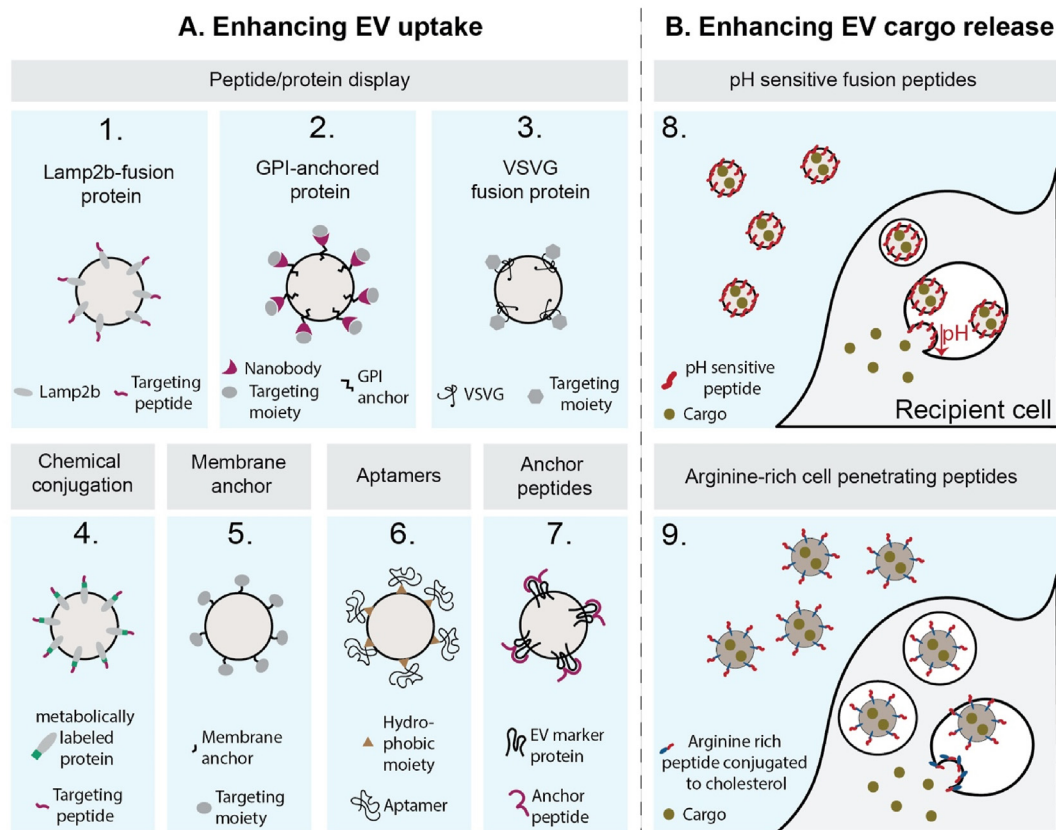 A. Enhancing EV uptake
Peptide/protein display
1.
Lamp2b-fusion
protein
Lamp2b
Targeting
peptide
2.
GPI-anchored
protein
Nanobody
Targeting
moiety
GPI
anchor
3.
VSVG
fusion protein
VSVG
Targeting
moiety
Chemical
conjugation
4.
metabolically
labeled
protein
Targeting
peptide
Membrane
anchor
5.
Membrane
anchor
Targeting
moiety
Aptamers
6.
Hydro-
phobic
moiety
Aptamer
Anchor
peptides
7.
EV marker
protein
Anchor
peptide
B. Enhancing EV cargo release
pH sensitive fusion peptides
8.
pH
pH sensitive
peptide
Cargo
Recipient cell
Arginine-rich cell penetrating peptides
9.
Arginine rich
peptide conjugated
to cholesterol
Cargo